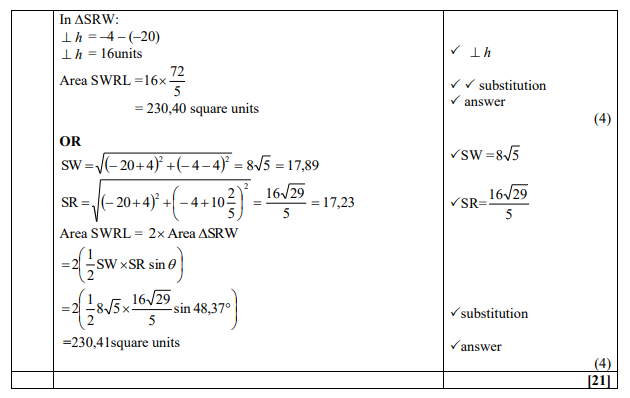 In ΔSRW:
⊥h = –4 – (–20)
⊥h = 16units
✓ ⊥h
Area SWRL =16×72/5
✓ ✓ substitution
= 230,40 square units
✓ answer
(4)
OR
SW = √((– 20+4)² +(– 4–4)²) = 8√5 = 17,89
✓SW =8√5
SR = √((– 20+4)² +(– 4+10 2/5)²) = 16√29/5 = 17,23
✓SR= 16√29/5
Area SWRL = 2× Area ΔSRW
=2(1/2 SW×SR sin θ)
=2(1/2 8√5× 16√29/5 sin 48,37°)
✓substitution
=230,41square units
✓answer
(4)
[21]